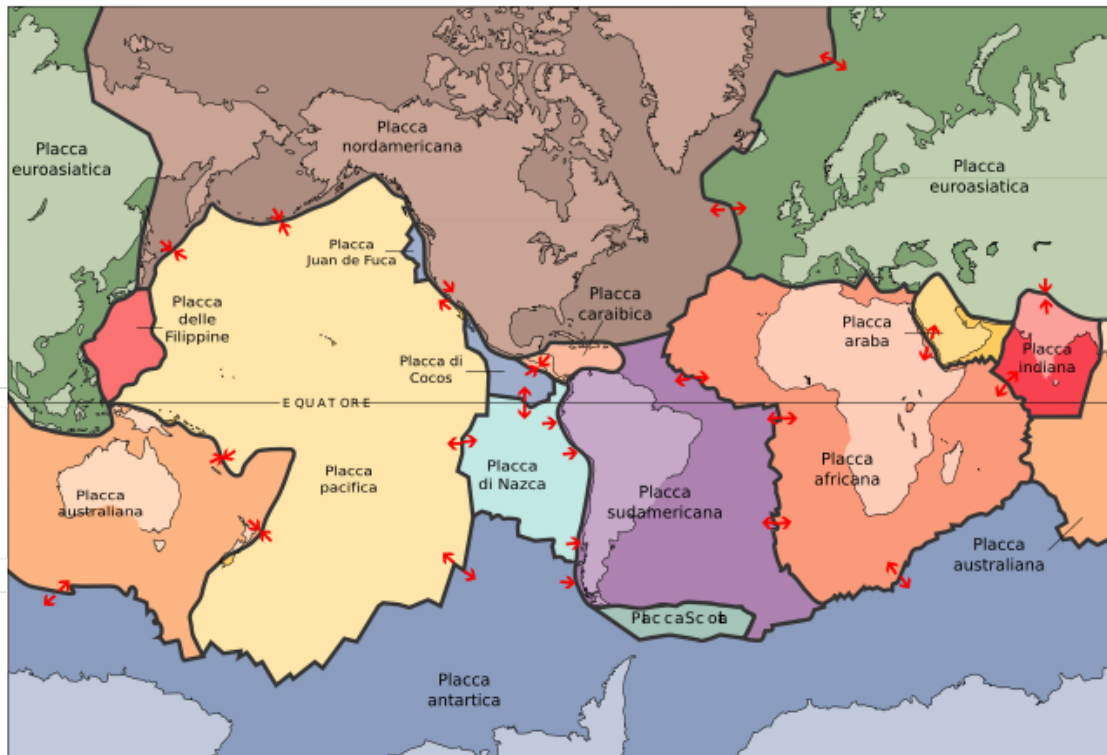 Placca
nordamericana
Placca
euroasiatica
Placca
euroasiatica
Placca
Juan de Fuca
Placca
delle
Filippine
Placca
caraibica
Placca
araba
Placca
indiana
Placca di
Cocos
EQUATORE
Placca
australiana
Placca
pacifica
Placca
di Nazca
Placca
sudamericana
Placca
africana
Placca
australiana
PlaccaScotia
Placca
antartica